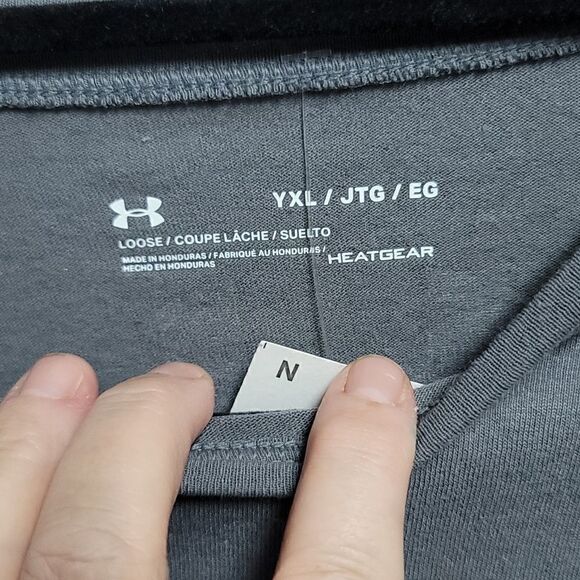 YXL / JTG / EG
LOOSE / COUPE LÂCHE / SUELTO
MADE IN HONDURAS / FABRIQUÉ AU HONDURAS /
HECHO EN HONDURAS
HEATGEAR
N